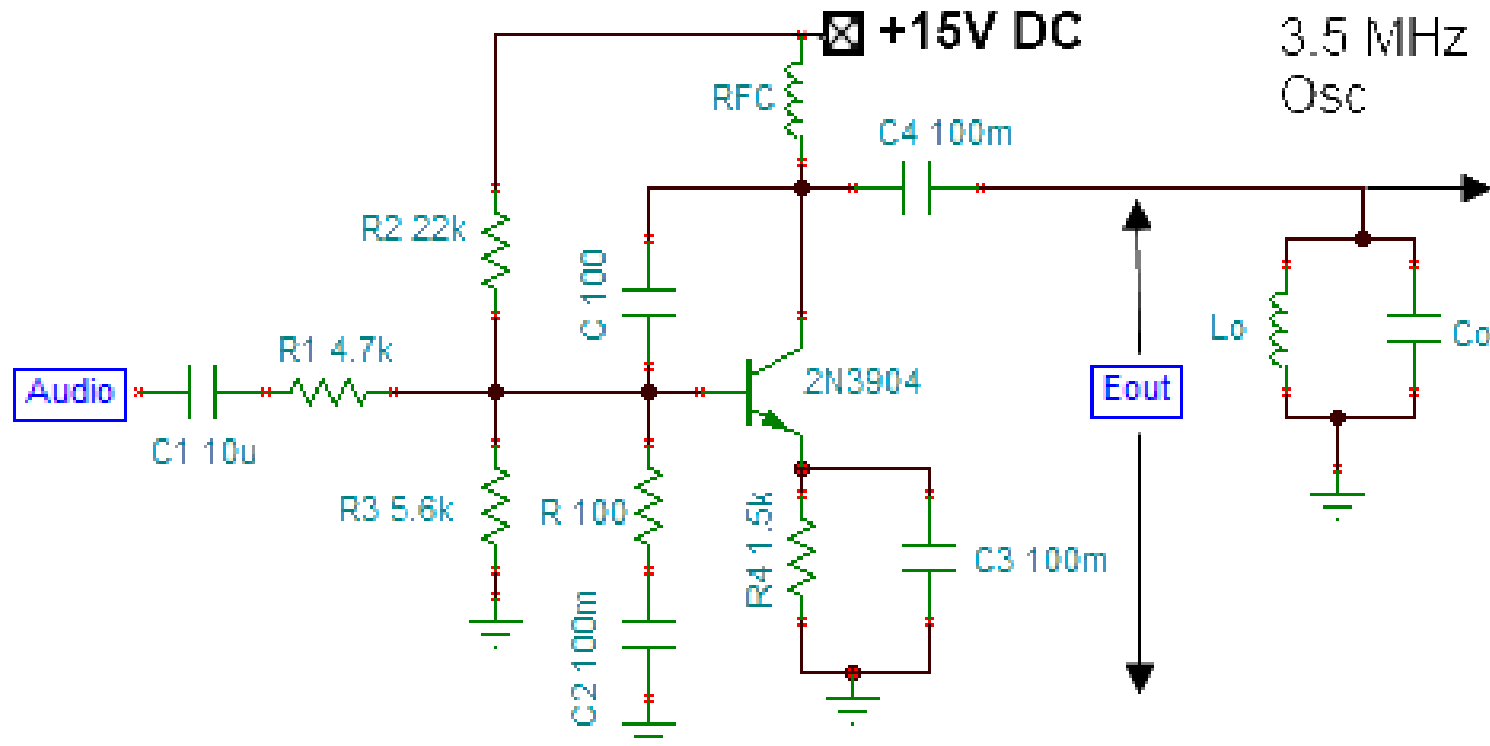 +15V DC
3.5 MHz
Osc
RFC
C4 100m
R2 22k
C 100
R1 4.7k
Lo
Co
Audio
2N3904
Eout
C1 10u
R3 5.6k
R 100
R4 1.5k
C3 100m
C2 100m